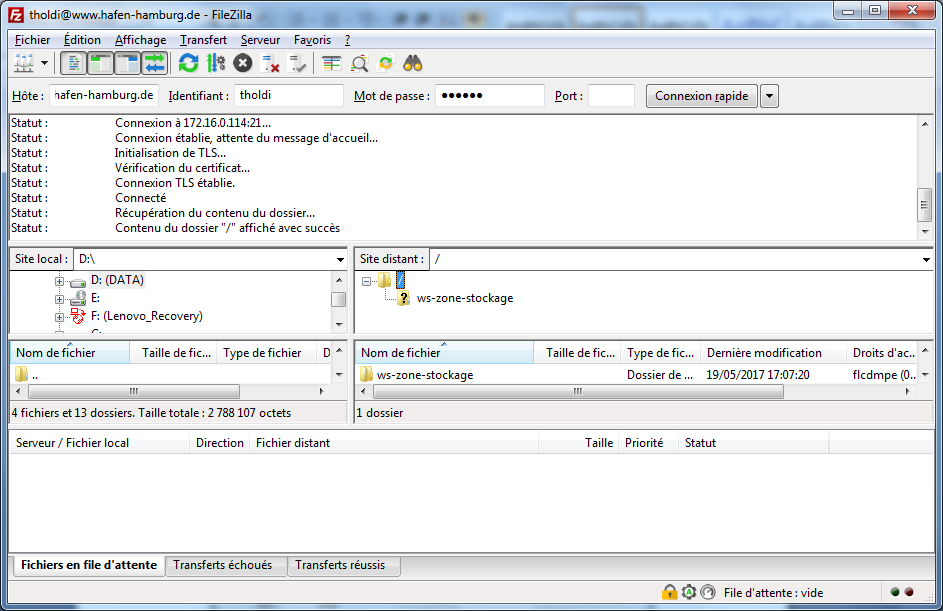 tholdi@www.hafen-hamburg.de - FileZilla
Fichier Édition Affichage Transfert Serveur Favoris ?
Hôte : hafen-hamburg.de Identifiant : tholdi Mot de passe : •••••• Port : Connexion rapide
Statut : Connexion à 172.16.0.114:21...
Statut : Connexion établie, attente du message d'accueil...
Statut : Initialisation de TLS...
Statut : Vérification du certificat...
Statut : Connexion TLS établie.
Statut : Connecté
Statut : Récupération du contenu du dossier...
Statut : Contenu du dossier "/" affiché avec succès
Site local : D:\
D: (DATA)
E:
F: (Lenovo_Recovery)
Site distant : /
/
? ws-zone-stockage
Nom de fichier Taille de fic... Type de fichier D
..
4 fichiers et 13 dossiers. Taille totale : 2 788 107 octets
Nom de fichier Taille de fic... Type de fic... Dernière modification Droits d'ac...
ws-zone-stockage Dossier de ... 19/05/2017 17:07:20 flcdmpe (0...
1 dossier
Serveur / Fichier local Direction Fichier distant Taille Priorité Statut
Fichiers en file d'attente Transferts échoués Transferts réussis
File d'attente : vide